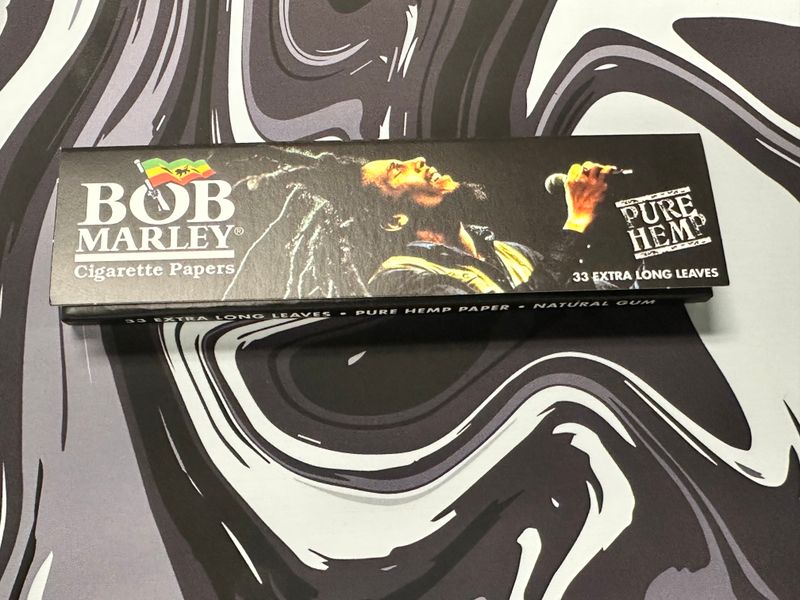 BOB
MARLEY®
Cigarette Papers
PURE
HEMP
33 EXTRA LONG LEAVES
33 EXTRA LONG LEAVES • PURE HEMP PAPER • NATURAL GUM